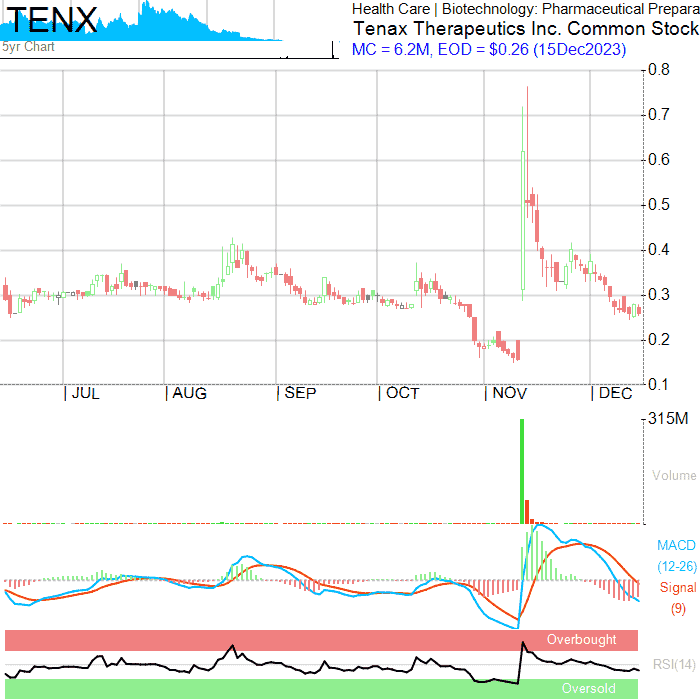 TENX
5yr Chart
Health Care | Biotechnology: Pharmaceutical Prepara
Tenax Therapeutics Inc. Common Stock
MC = 6.2M, EOD = $0.26 (15Dec2023)
0.8
0.7
0.6
0.5
0.4
0.3
0.2
0.1
| JUL | AUG | SEP | OCT | NOV | DEC
315M
Volume
MACD
(12-26)
Signal
(9)
Overbought
RSI(14)
Oversold